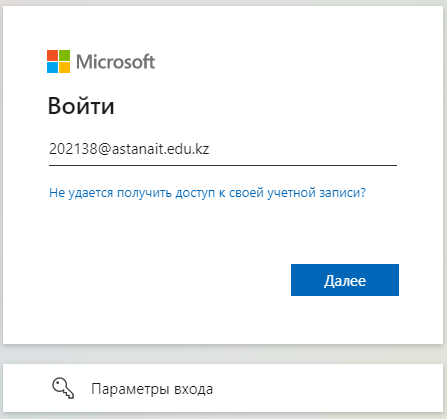 Microsoft
Войти
202138@astanait.edu.kz
Не удается получить доступ к своей учетной записи?
Далее
Параметры входа